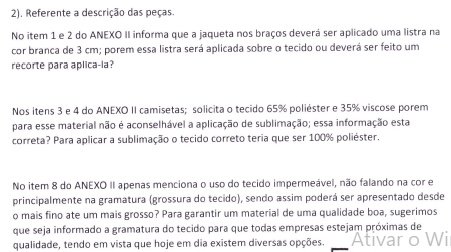 2). Referente a descrição das peças.
No item 1 e 2 do ANEXO II informa que a jaqueta nos braços deverá ser aplicado uma listra na
cor branca de 3 cm; porem essa listra será aplicada sobre o tecido ou deverá ser feito um
recorte para aplica-la?
Nos itens 3 e 4 do ANEXO II camisetas; solicita o tecido 65% poliéster e 35% viscose porem
para esse material não é aconselhável a aplicação de sublimação; essa informação esta
correta? Para aplicar a sublimação o tecido correto teria que ser 100% poliéster.
No item 8 do ANEXO II apenas menciona o uso do tecido impermeável, não falando na cor e
principalmente na gramatura (grossura do tecido), sendo assim poderá ser apresentado desde
o mais fino ate um mais grosso? Para garantir um material de uma qualidade boa, sugerimos
que seja informado a gramatura do tecido para que todas empresas estejam próximas de
qualidade, tendo em vista que hoje em dia existem diversas opções.
Ativar o Wi